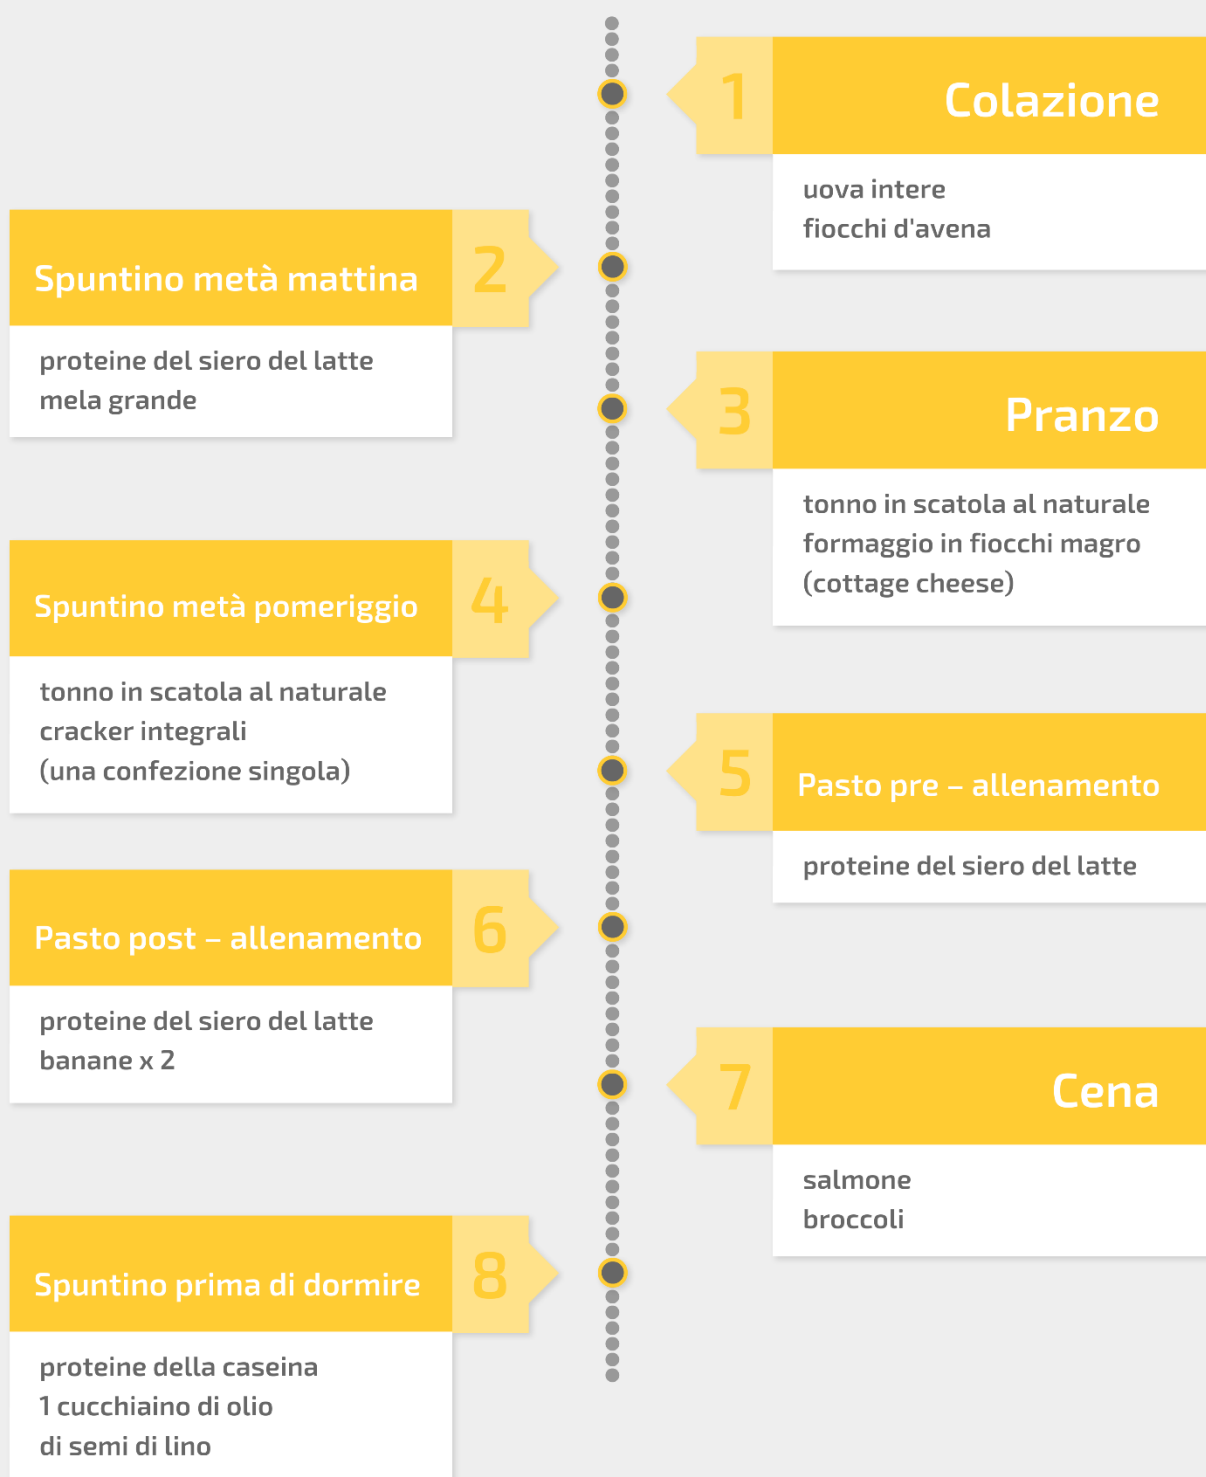 1
Colazione
uova intere
fiocchi d'avena
2
Spuntino metà mattina
proteine del siero del latte
mela grande
3
Pranzo
tonno in scatola al naturale
formaggio in fiocchi magro
(cottage cheese)
4
Spuntino metà pomeriggio
tonno in scatola al naturale
cracker integrali
(una confezione singola)
5
Pasto pre – allenamento
proteine del siero del latte
6
Pasto post – allenamento
proteine del siero del latte
banane x 2
7
Cena
salmone
broccoli
8
Spuntino prima di dormire
proteine della caseina
1 cucchiaino di olio
di semi di lino